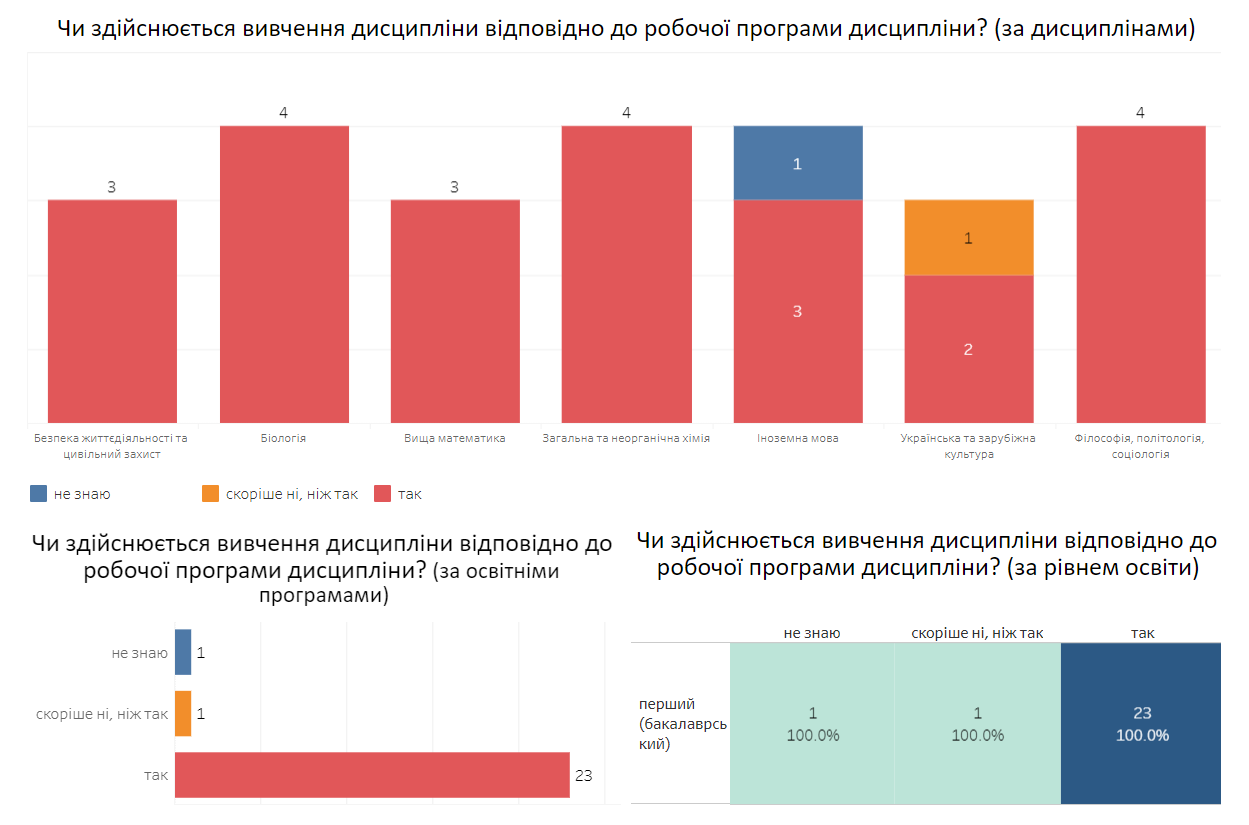 Чи здійснюється вивчення дисципліни відповідно до робочої програми дисципліни? (за дисциплінами)
3
4
3
4
1
3
1
2
4
Безпека життєдіяльності та
цивільний захист
Біологія
Вища математика
Загальна та неорганічна хімія
Іноземна мова
Українська та зарубіжна
культура
Філософія, політологія,
соціологія
не знаю
скоріше ні, ніж так
так
Чи здійснюється вивчення дисципліни відповідно до
робочої програми дисципліни? (за освітніми
програмами)
не знаю 1
скоріше ні, ніж так 1
так 23
Чи здійснюється вивчення дисципліни відповідно до
робочої програми дисципліни? (за рівнем освіти)
не знаю скоріше ні, ніж так так
перший
(бакалаврсь
кий)
1 1 23
100.0% 100.0% 100.0%